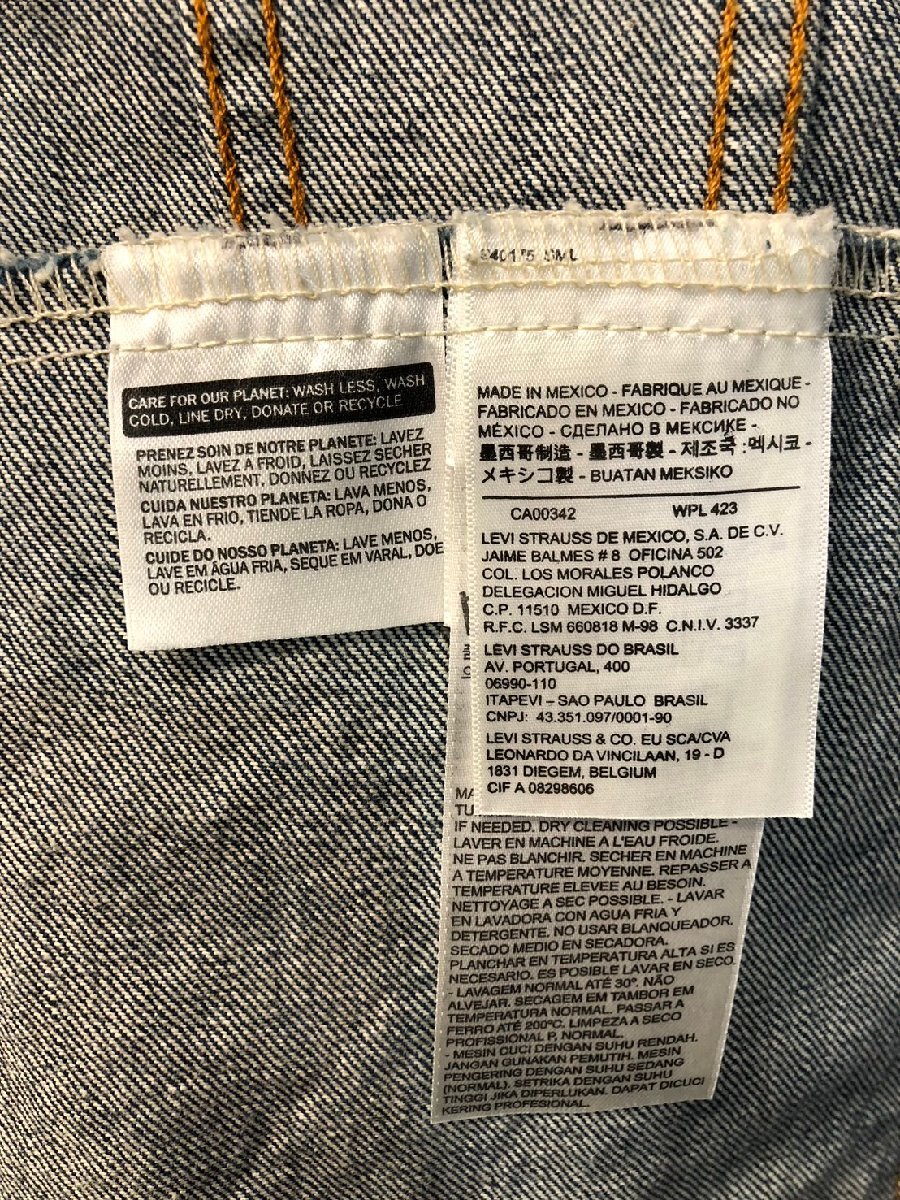 CARE FOR OUR PLANET: WASH LESS, WASH
COLD, LINE DRY, DONATE OR RECYCLE
PRENEZ SOIN DE NOTRE PLANETE: LAVEZ
MOINS, LAVEZ A FROID, LAISSEZ SECHER
NATURELLEMENT, DONNEZ OU RECYCLEZ
CUIDA NUESTRO PLANETA: LAVA MENOS,
LAVA EN FRIO, TIENDE LA ROPA, DONA O
RECICLA.
CUIDE DO NOSSO PLANETA: LAVE MENOS,
LAVE EM ÁGUA FRIA, SEQUE EM VARAL, DOE
OU RECICLE.
MADE IN MEXICO - FABRIQUE AU MEXIQUE -
FABRICADO EN MEXICO - FABRICADO NO
MÉXICO - СДЕЛАНО В МЕКСИКЕ -
墨西哥制造 - 墨西哥製 - 제조국 :멕시코 -
メキシコ製 - BUATAN MEKSIKO
CA00342 WPL 423
LEVI STRAUSS DE MEXICO, S.A. DE C.V.
JAIME BALMES # 8 OFICINA 502
COL. LOS MORALES POLANCO
DELEGACION MIGUEL HIDALGO
C.P. 11510 MEXICO D.F.
R.F.C. LSM 660818 M-98 C.N.I.V. 3337
LEVI STRAUSS DO BRASIL
AV. PORTUGAL, 400
06990-110
ITAPEVI – SAO PAULO BRASIL
CNPJ: 43.351.097/0001-90
LEVI STRAUSS & CO. EU SCA/CVA
LEONARDO DA VINCILAAN, 19 - D
1831 DIEGEM, BELGIUM
CIF A 08298606
IF NEEDED. DRY CLEANING POSSIBLE -
LAVER EN MACHINE A L'EAU FROIDE.
NE PAS BLANCHIR. SECHER EN MACHINE
A TEMPERATURE MOYENNE. REPASSER A
TEMPERATURE ELEVEE AU BESOIN.
NETTOYAGE A SEC POSSIBLE. - LAVAR
EN LAVADORA CON AGUA FRIA Y
DETERGENTE. NO USAR BLANQUEADOR.
SECADO MEDIO EN SECADORA.
PLANCHAR EN TEMPERATURA ALTA SI ES
NECESARIO. ES POSIBLE LAVAR EN SECO.
- LAVAGEM NORMAL ATÉ 30°. NÃO
ALVEJAR. SECAGEM EM TAMBOR EM
TEMPERATURA NORMAL. PASSAR A
FERRO ATÉ 200ºC. LIMPEZA A SECO
PROFISSIONAL P, NORMAL.
- MESIN CUCI DENGAN SUHU RENDAH.
JANGAN GUNAKAN PEMUTIH. MESIN
PENGERING DENGAN SUHU SEDANG
(NORMAL). SETRIKA DENGAN SUHU
TINGGI JIKA DIPERLUKAN. DAPAT DICUCI
KERING PROFESIONAL.